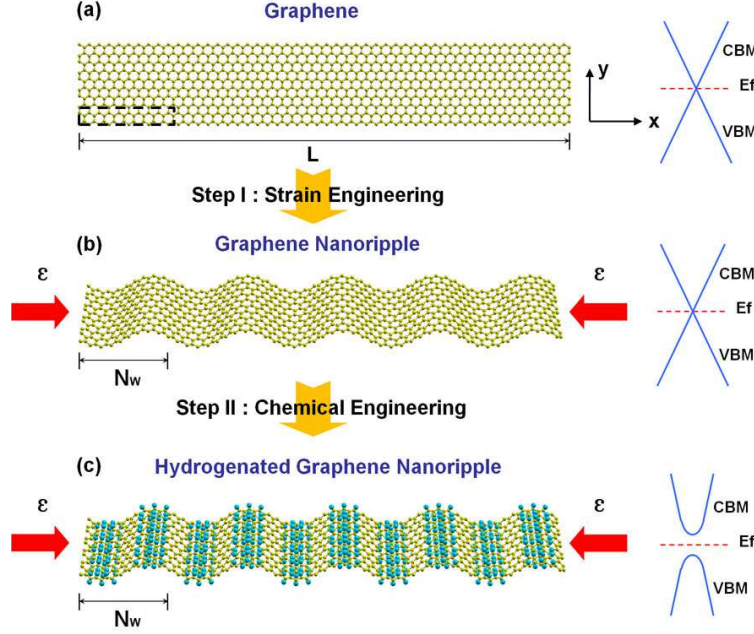 (a)
Graphene
y
x
L
CBM
Ef
VBM
Step I : Strain Engineering
(b)
Graphene Nanoripple
ε
ε
Nw
CBM
Ef
VBM
Step II : Chemical Engineering
(c)
Hydrogenated Graphene Nanoripple
ε
ε
Nw
CBM
Ef
VBM